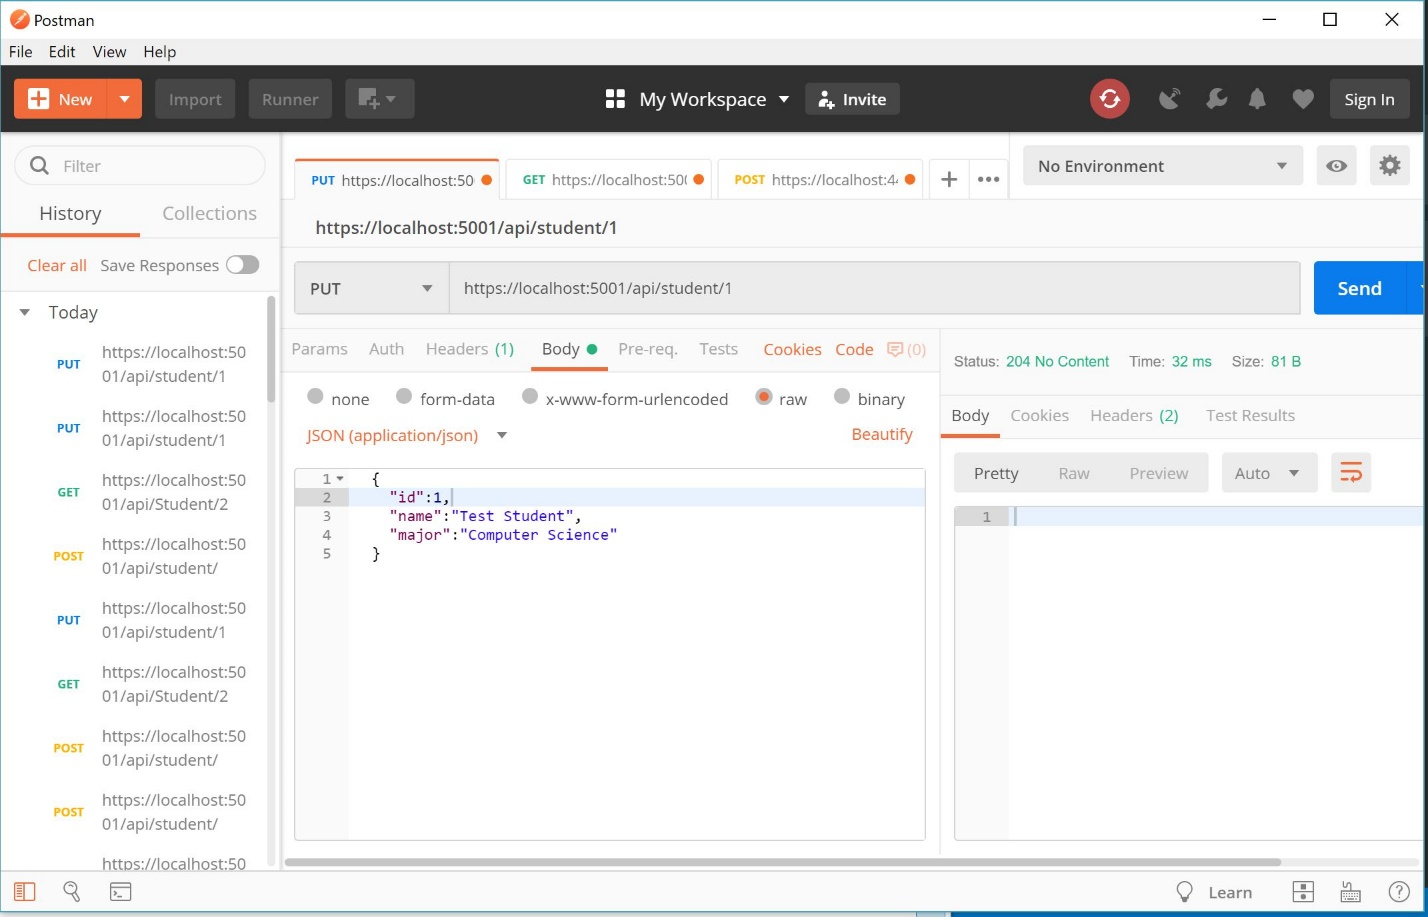 Postman
File Edit View Help
New Import Runner My Workspace Invite Sign In
Filter
History Collections
Clear all Save Responses
Today
PUT https://localhost:50
01/api/student/1
PUT https://localhost:50
01/api/student/1
GET https://localhost:50
01/api/Student/2
POST https://localhost:50
01/api/student/
PUT https://localhost:50
01/api/student/1
GET https://localhost:50
01/api/Student/2
POST https://localhost:50
01/api/student/
POST https://localhost:50
01/api/student/
https://localhost:50
PUT https://localhost:50 GET https://localhost:500 POST https://localhost:44 No Environment
https://localhost:5001/api/student/1
PUT https://localhost:5001/api/student/1 Send
Params Auth Headers (1) Body Pre-req. Tests Cookies Code (0)
none form-data x-www-form-urlencoded raw binary
JSON (application/json) Beautify
1 {
2 "id":1,
3 "name":"Test Student",
4 "major":"Computer Science"
5 }
Status: 204 No Content Time: 32 ms Size: 81 B
Body Cookies Headers (2) Test Results
Pretty Raw Preview Auto
1
Learn